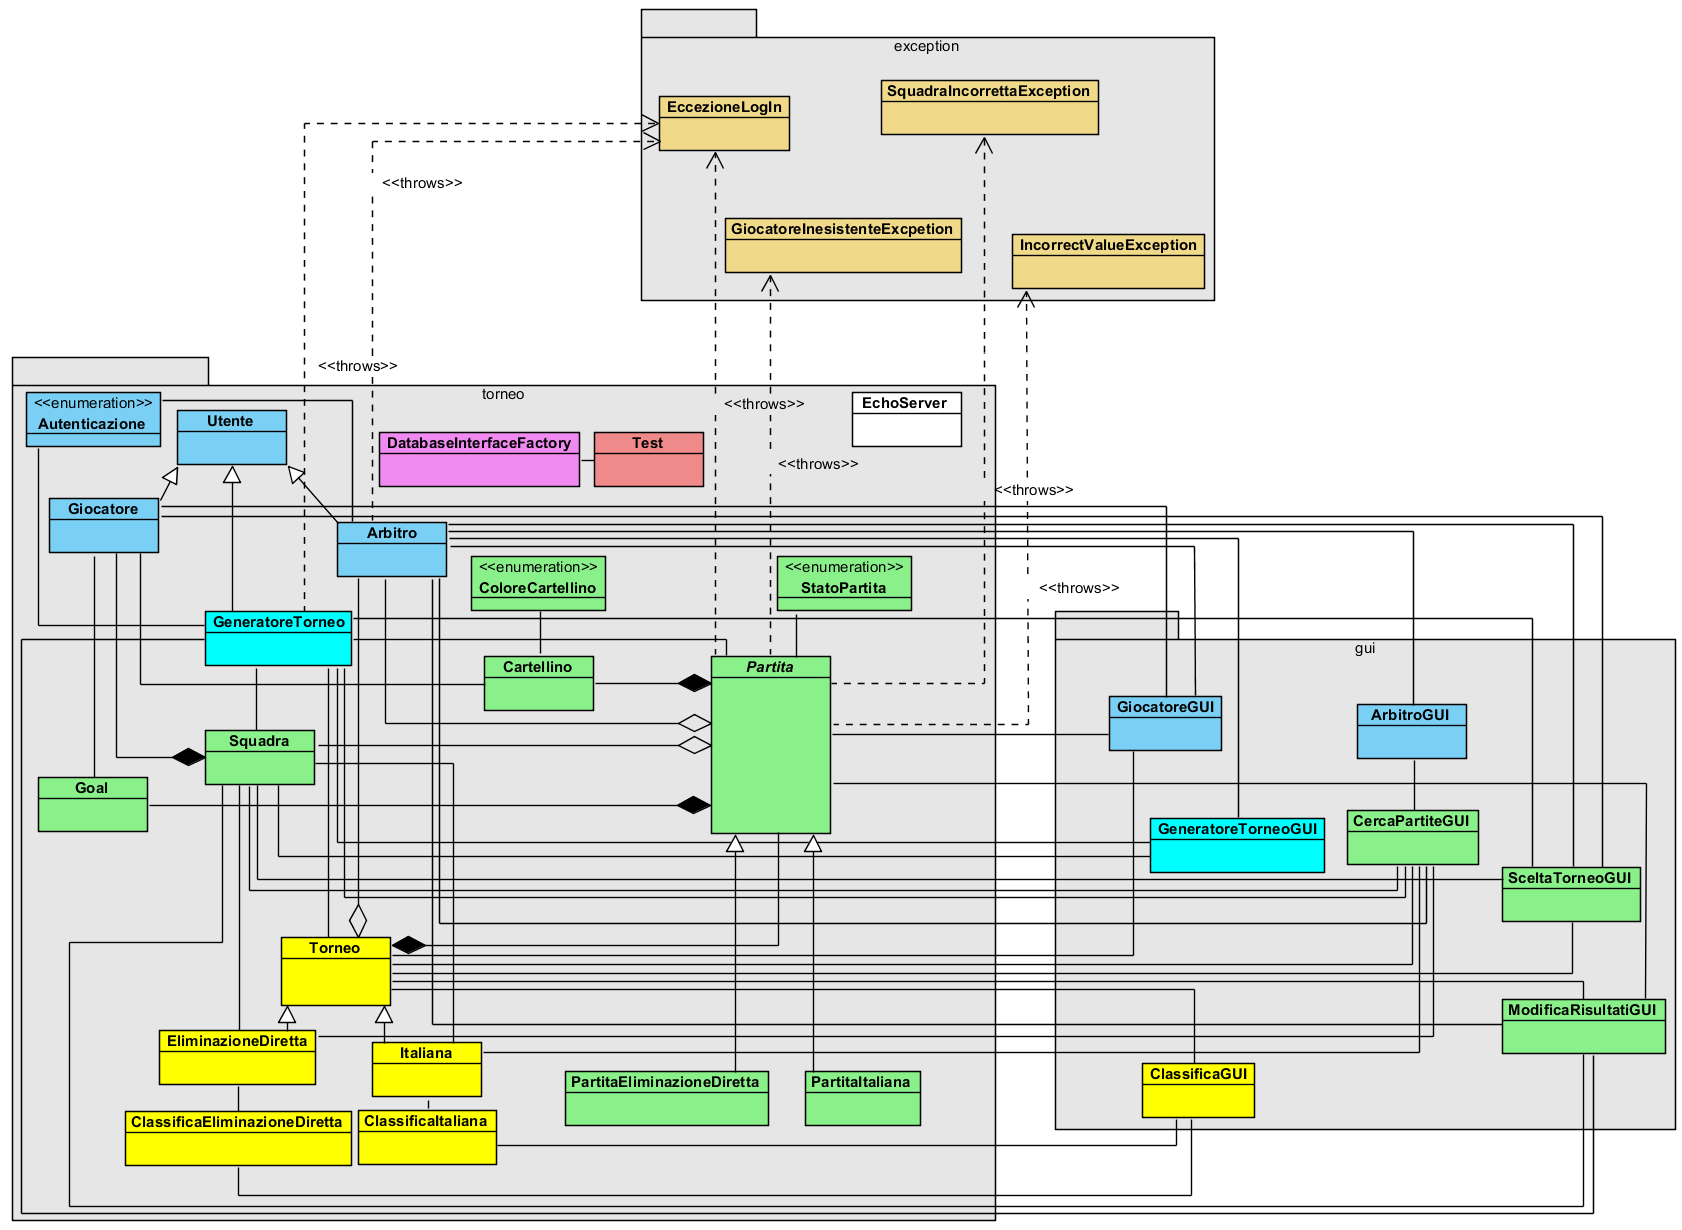 exception
SquadraIncorrettaException
EccezioneLogIn
<<throws>>
GiocatoreInesistenteExcpetion
IncorrectValueException
<<throws>>
torneo
<<enumeration>>
Autenticazione
Utente
<<throws>>
EchoServer
DatabaseInterfaceFactory
Test
<<throws>>
<<throws>>
Giocatore
Arbitro
<<enumeration>>
ColoreCartellino
<<enumeration>>
StatoPartita
<<throws>>
GeneratoreTorneo
gui
Cartellino
Partita
GiocatoreGUI
ArbitroGUI
Squadra
Goal
GeneratoreTorneoGUI
CercaPartiteGUI
SceltaTorneoGUI
Torneo
ModificaRisultatiGUI
EliminazioneDiretta
Italiana
ClassificaGUI
PartitaEliminazioneDiretta
PartitaItaliana
ClassificaEliminazioneDiretta
ClassificaItaliana